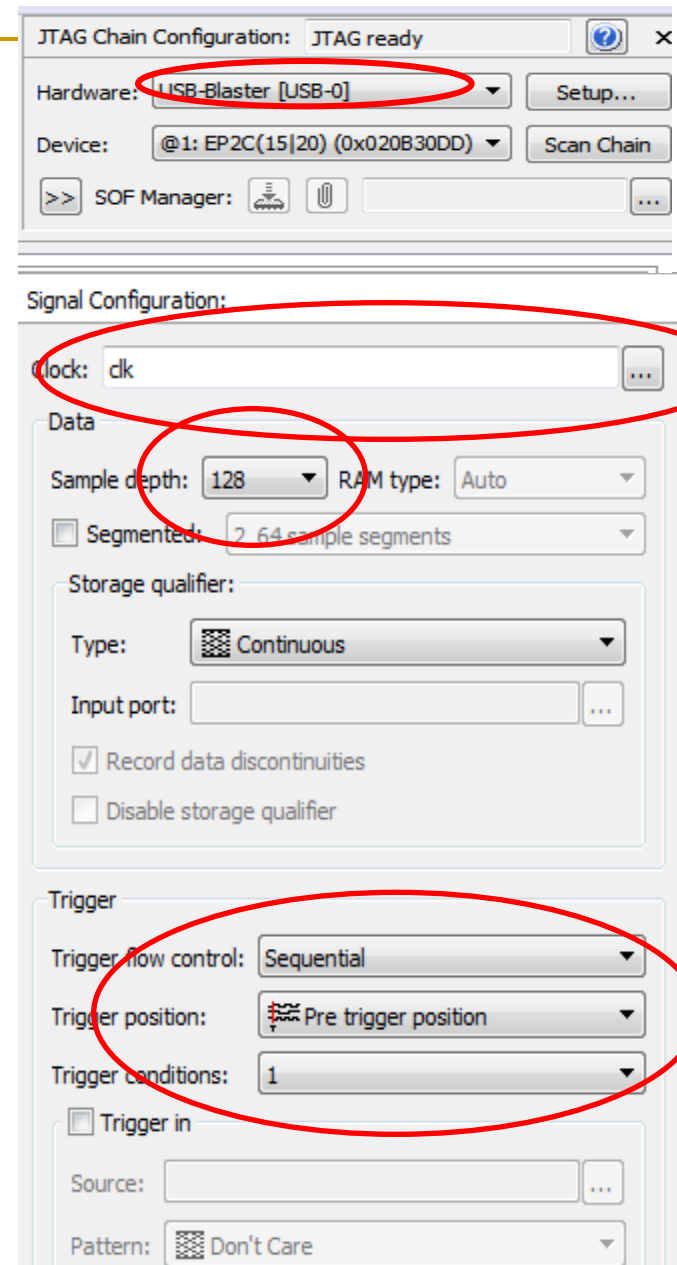 JTAG Chain Configuration: JTAG ready
Hardware: USB-Blaster [USB-0] Setup...
Device: @1: EP2C(15|20) (0x020B30DD) Scan Chain
>> SOF Manager: ...
Signal Configuration:
Clock: clk ...
Data
Sample depth: 128 RAM type: Auto
Segmented: 2 64 sample segments
Storage qualifier:
Type: Continuous
Input port: ...
Record data discontinuities
Disable storage qualifier
Trigger
Trigger flow control: Sequential
Trigger position: Pre trigger position
Trigger conditions: 1
Trigger in
Source: ...
Pattern: Don't Care